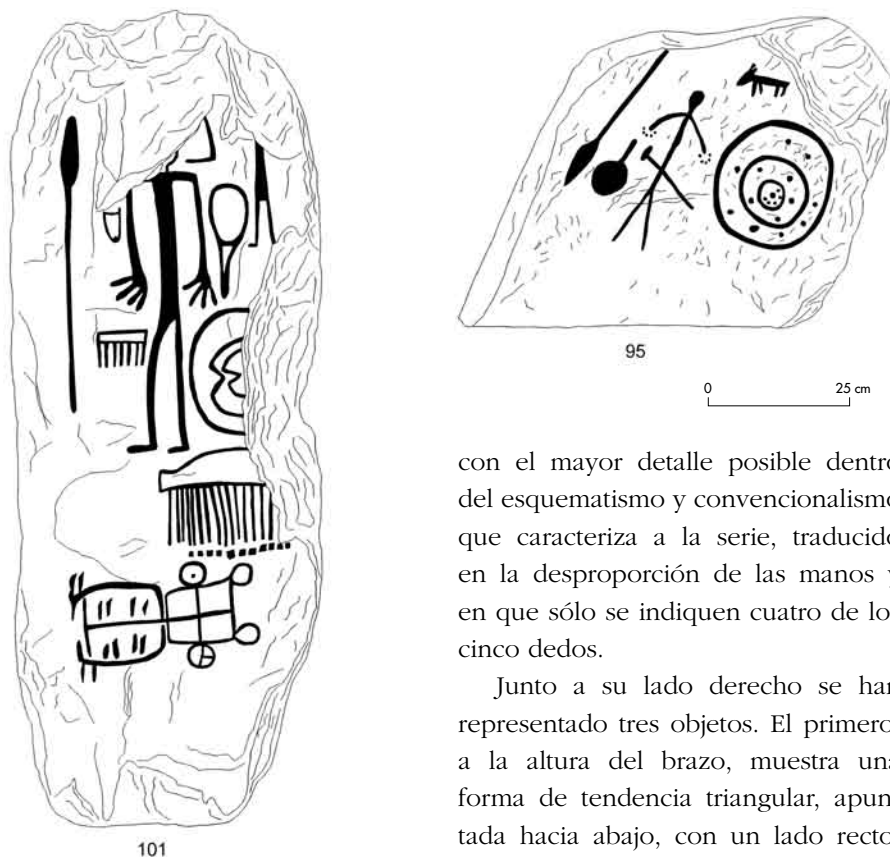 101
95
0 25 cm
con el mayor detalle posible dentro
del esquematismo y convencionalismo
que caracteriza a la serie, traducido
en la desproporción de las manos y
en que sólo se indiquen cuatro de los
cinco dedos.
Junto a su lado derecho se han
representado tres objetos. El primero,
a la altura del brazo, muestra una
forma de tendencia triangular, apun
tada hacia abajo, con un lado recto,